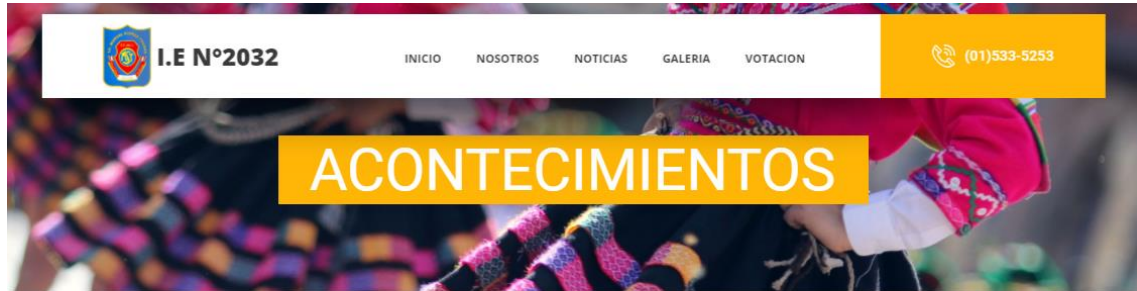 I.E N°2032
INICIO NOSOTROS NOTICIAS GALERIA VOTACION
(01)533-5253
ACONTECIMIENTOS